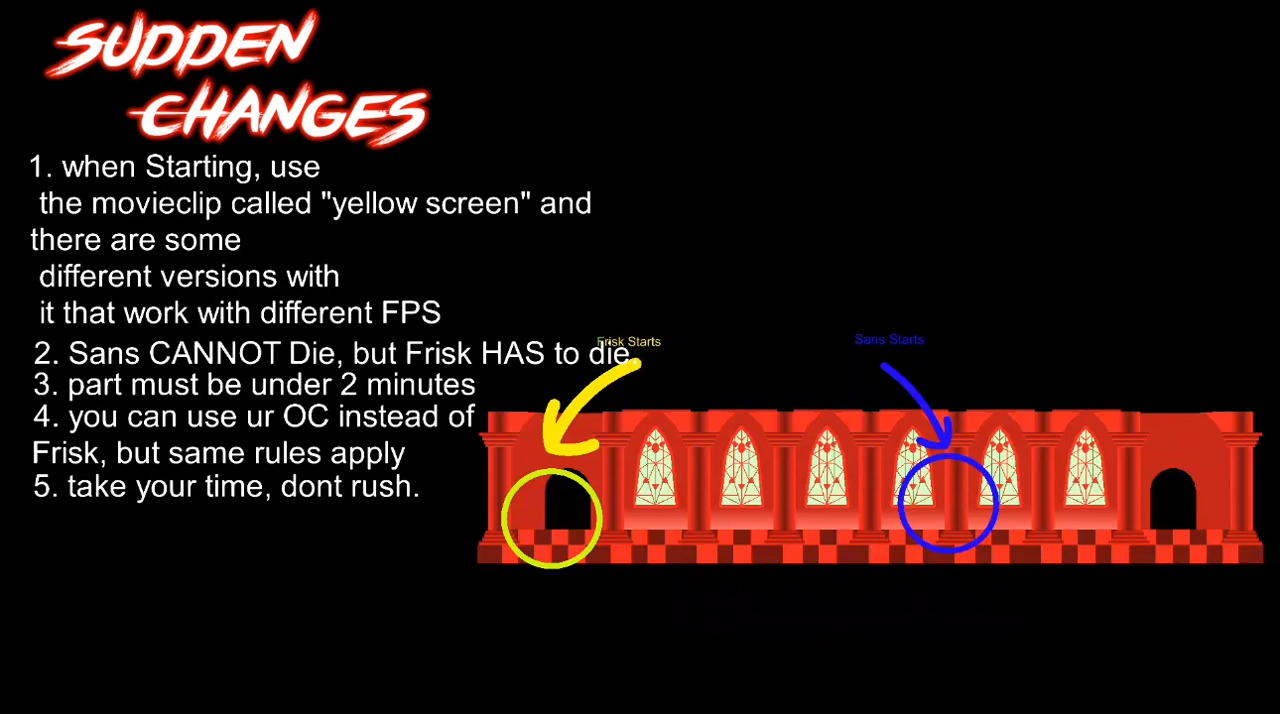 SUDDEN
CHANGES
1. when Starting, use
the movieclip called "yellow screen" and
there are some
different versions with
it that work with different FPS
2. Sans CANNOT Die, but Frisk HAS to die.
3. part must be under 2 minutes
4. you can use ur OC instead of
Frisk, but same rules apply
5. take your time, dont rush.
Frisk Starts
Sans Starts